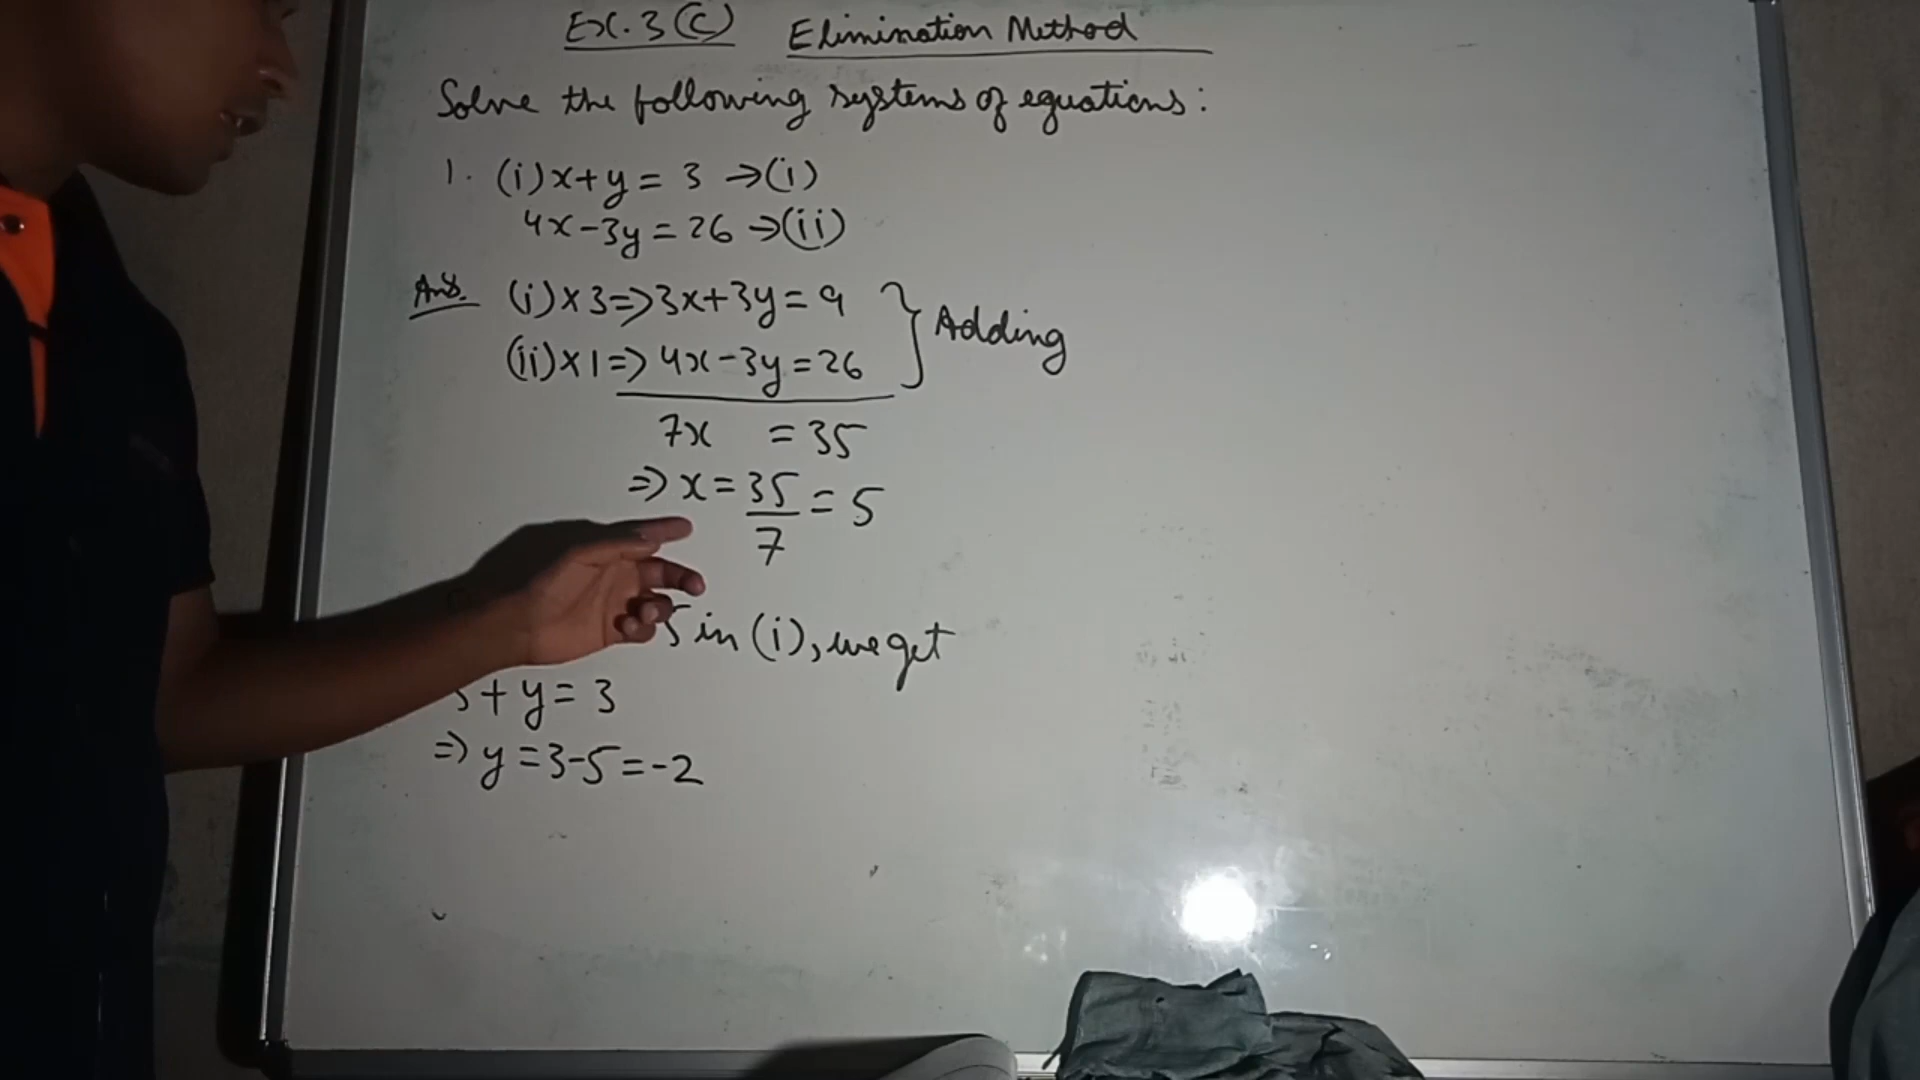 Ex. 3 (C) Elimination Method
Solve the following systems of equations:
1. (i) x+y = 3 →(i)
4x-3y = 26 →(ii)
Ans. (i)×3=>3x+3y = 9
(ii)×1=> 4x-3y = 26 } Adding
7x = 35
=> x = 35/7 = 5
5 in (i), we get
5+y = 3
=> y = 3-5 = -2